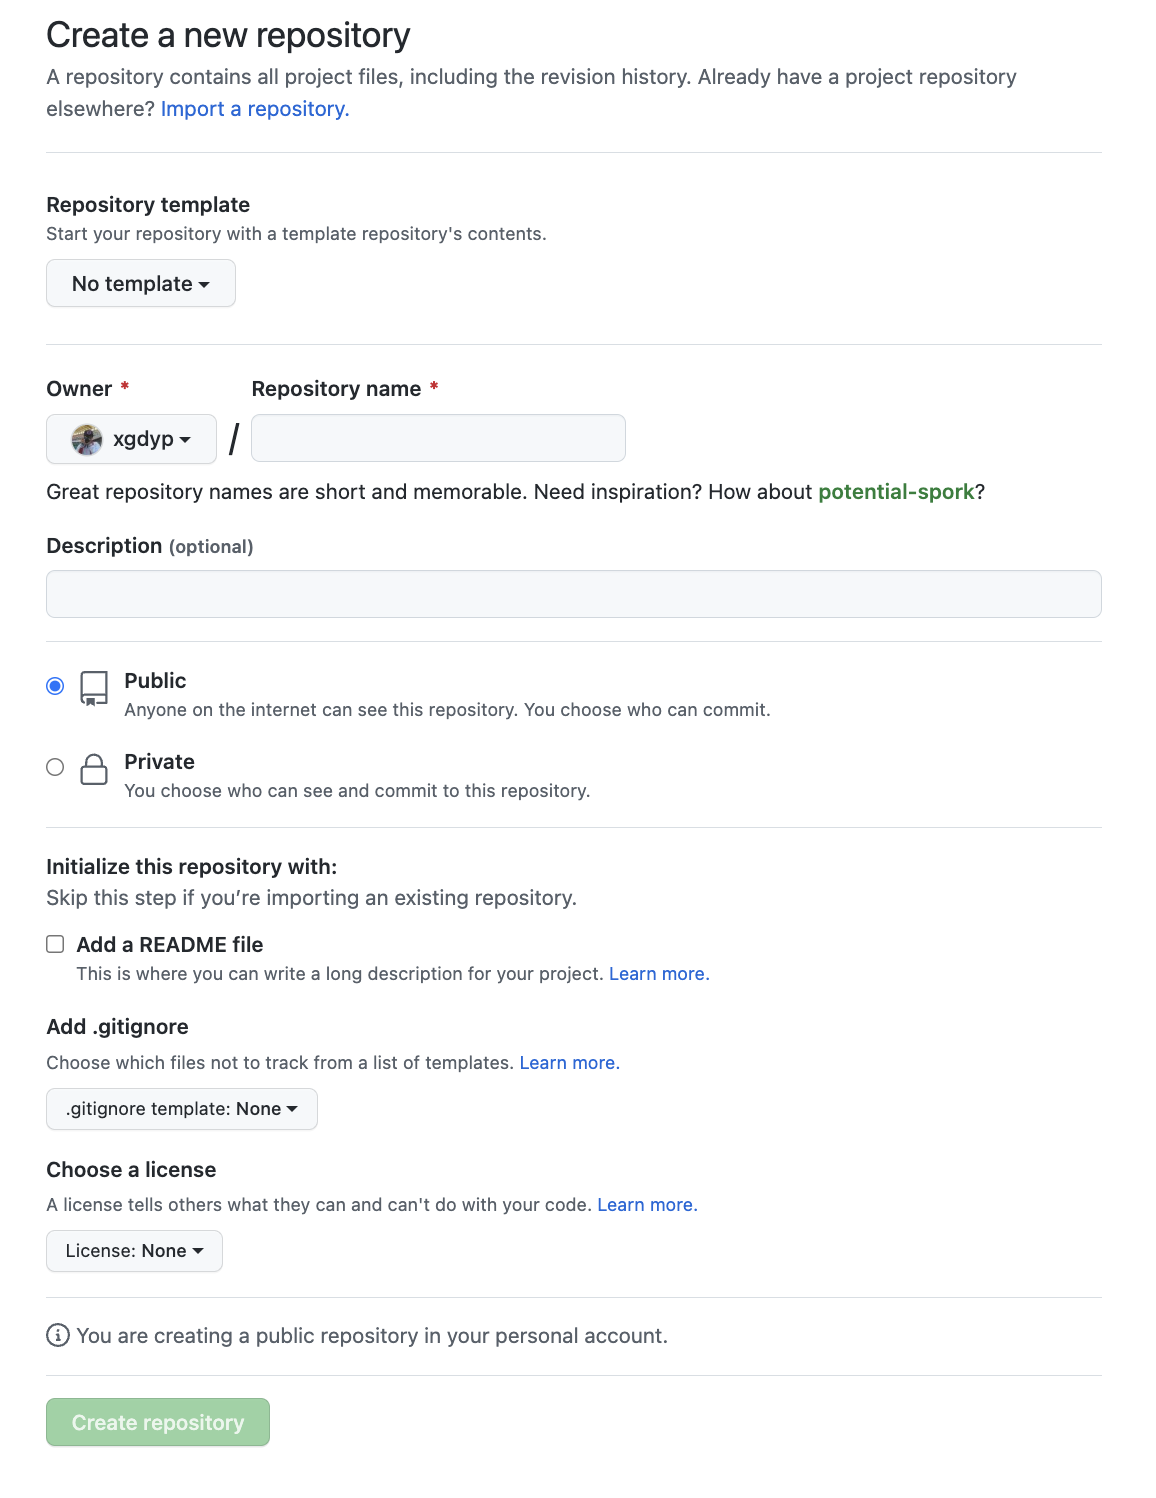 Create a new repository
A repository contains all project files, including the revision history. Already have a project repository
elsewhere? Import a repository.
Repository template
Start your repository with a template repository's contents.
No template
Owner *
Repository name *
xgdyp
/
Great repository names are short and memorable. Need inspiration? How about potential-spork?
Description (optional)
Public
Anyone on the internet can see this repository. You choose who can commit.
Private
You choose who can see and commit to this repository.
Initialize this repository with:
Skip this step if you’re importing an existing repository.
Add a README file
This is where you can write a long description for your project. Learn more.
Add .gitignore
Choose which files not to track from a list of templates. Learn more.
.gitignore template: None
Choose a license
A license tells others what they can and can't do with your code. Learn more.
License: None
You are creating a public repository in your personal account.
Create repository